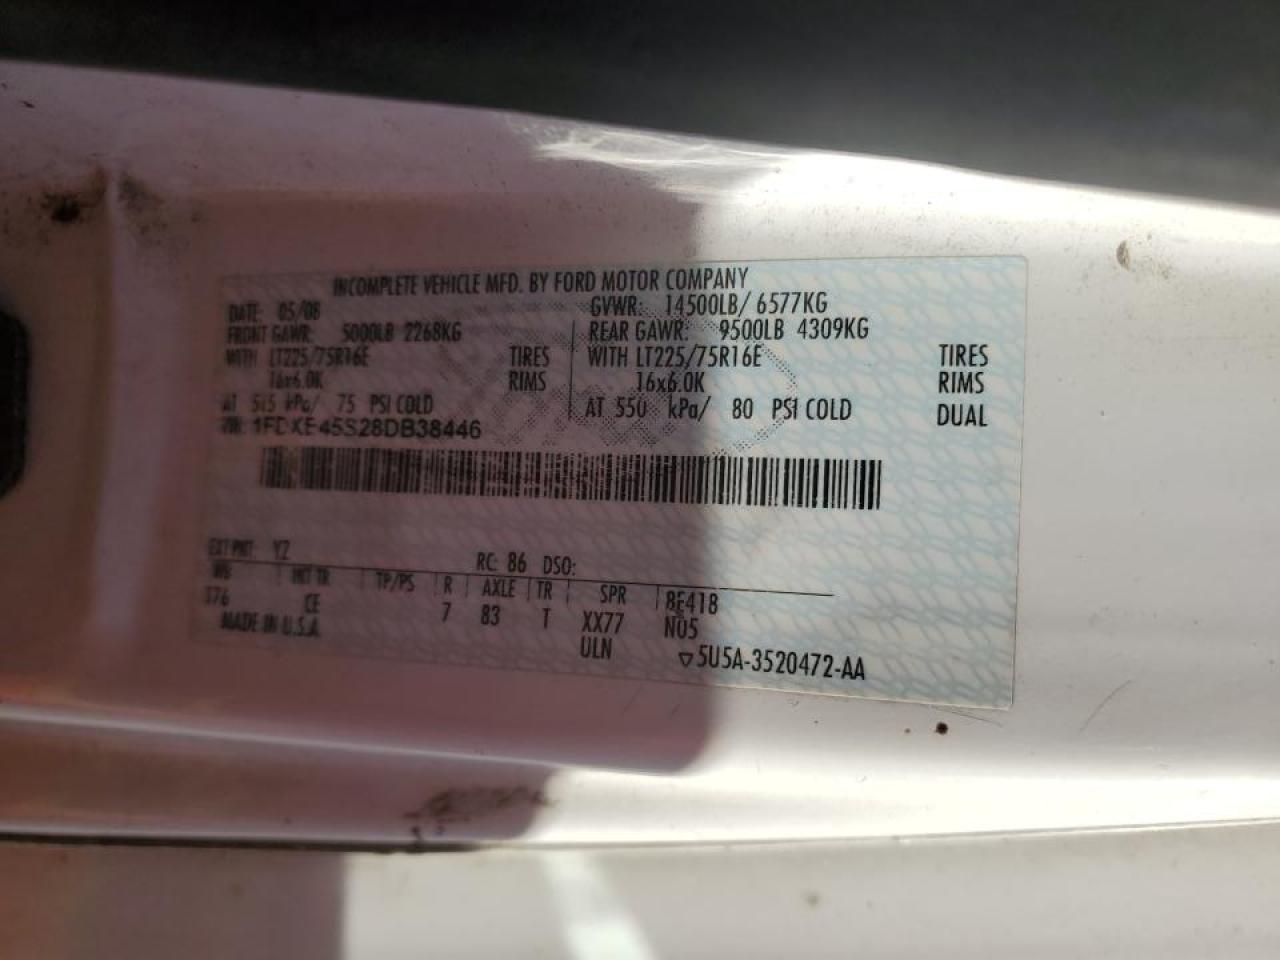 INCOMPLETE VEHICLE MFD. BY FORD MOTOR COMPANY
DATE: 05/08 GVWR: 14500LB/ 6577KG
FRONT GAWR: 5000LB 2268KG REAR GAWR: 9500LB 4309KG
WITH LT225/75R16E TIRES WITH LT225/75R16E TIRES
16x6.0K RIMS 16x6.0K RIMS
AT 515 kPa/ 75 PSI COLD AT 550 kPa/ 80 PSI COLD DUAL
VIN: 1FDXE45S28DB38446
EXT PNT: YZ RC: 86 DSO:
WB INT TR TP/PS R AXLE TR SPR 8E418
176 CE 7 83 T XX77 N05
MADE IN U.S.A. ULN ▽5U5A-3520472-AA